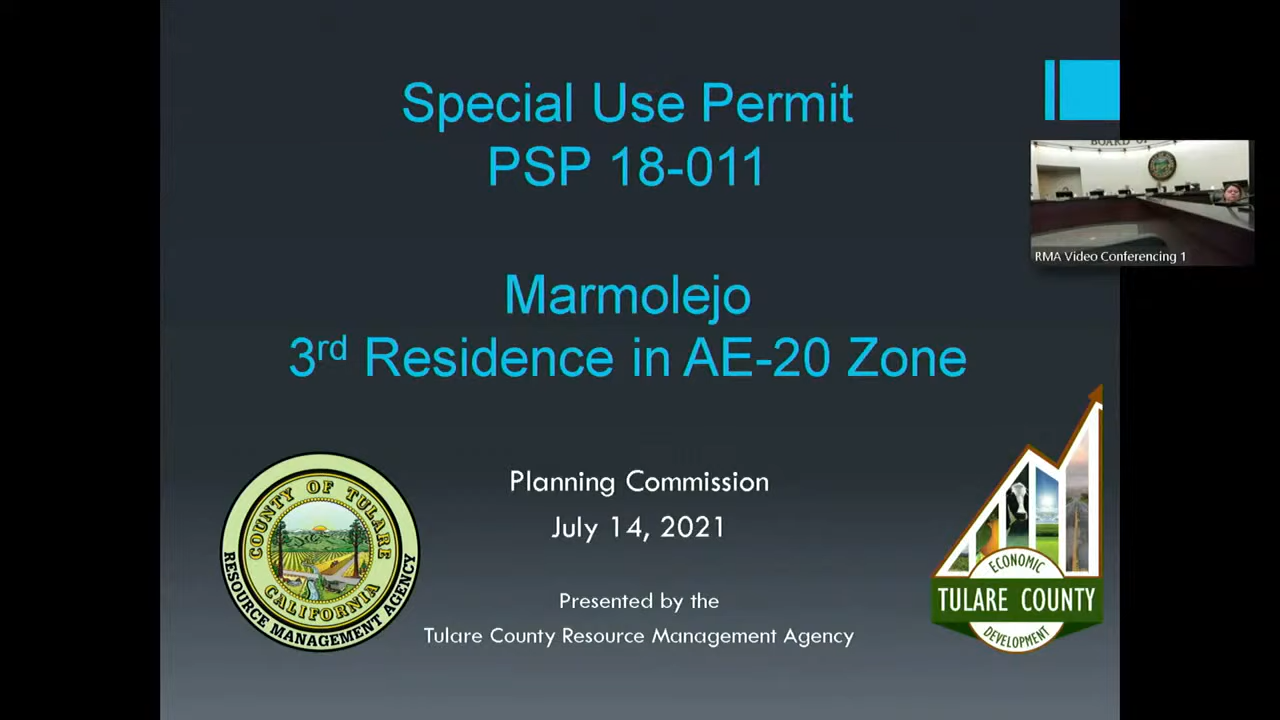 Special Use Permit
PSP 18-011
BOARD OF
RMA Video Conferencing 1
Marmolejo
3rd Residence in AE-20 Zone
Planning Commission
July 14, 2021
Presented by the
Tulare County Resource Management Agency
COUNTY OF TULARE
CALIFORNIA
RESOURCE MANAGEMENT AGENCY
ECONOMIC
TULARE COUNTY
DEVELOPMENT